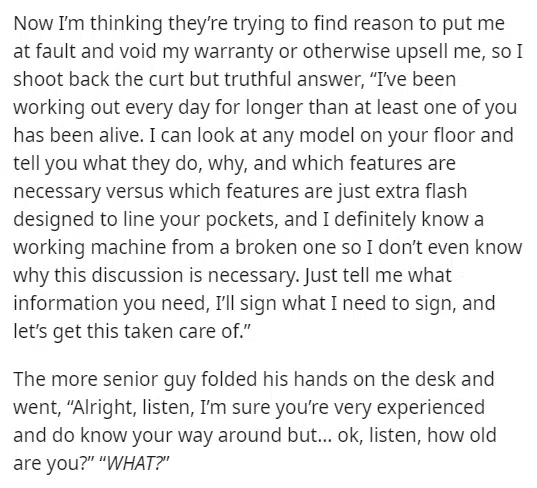 Now I’m thinking they’re trying to find reason to put me
at fault and void my warranty or otherwise upsell me, so I
shoot back the curt but truthful answer, “I’ve been
working out every day for longer than at least one of you
has been alive. I can look at any model on your floor and
tell you what they do, why, and which features are
necessary versus which features are just extra flash
designed to line your pockets, and I definitely know a
working machine from a broken one so I don’t even know
why this discussion is necessary. Just tell me what
information you need, I’ll sign what I need to sign, and
let’s get this taken care of.”
The more senior guy folded his hands on the desk and
went, “Alright, listen, I’m sure you’re very experienced
and do know your way around but... ok, listen, how old
are you?” “WHAT?”